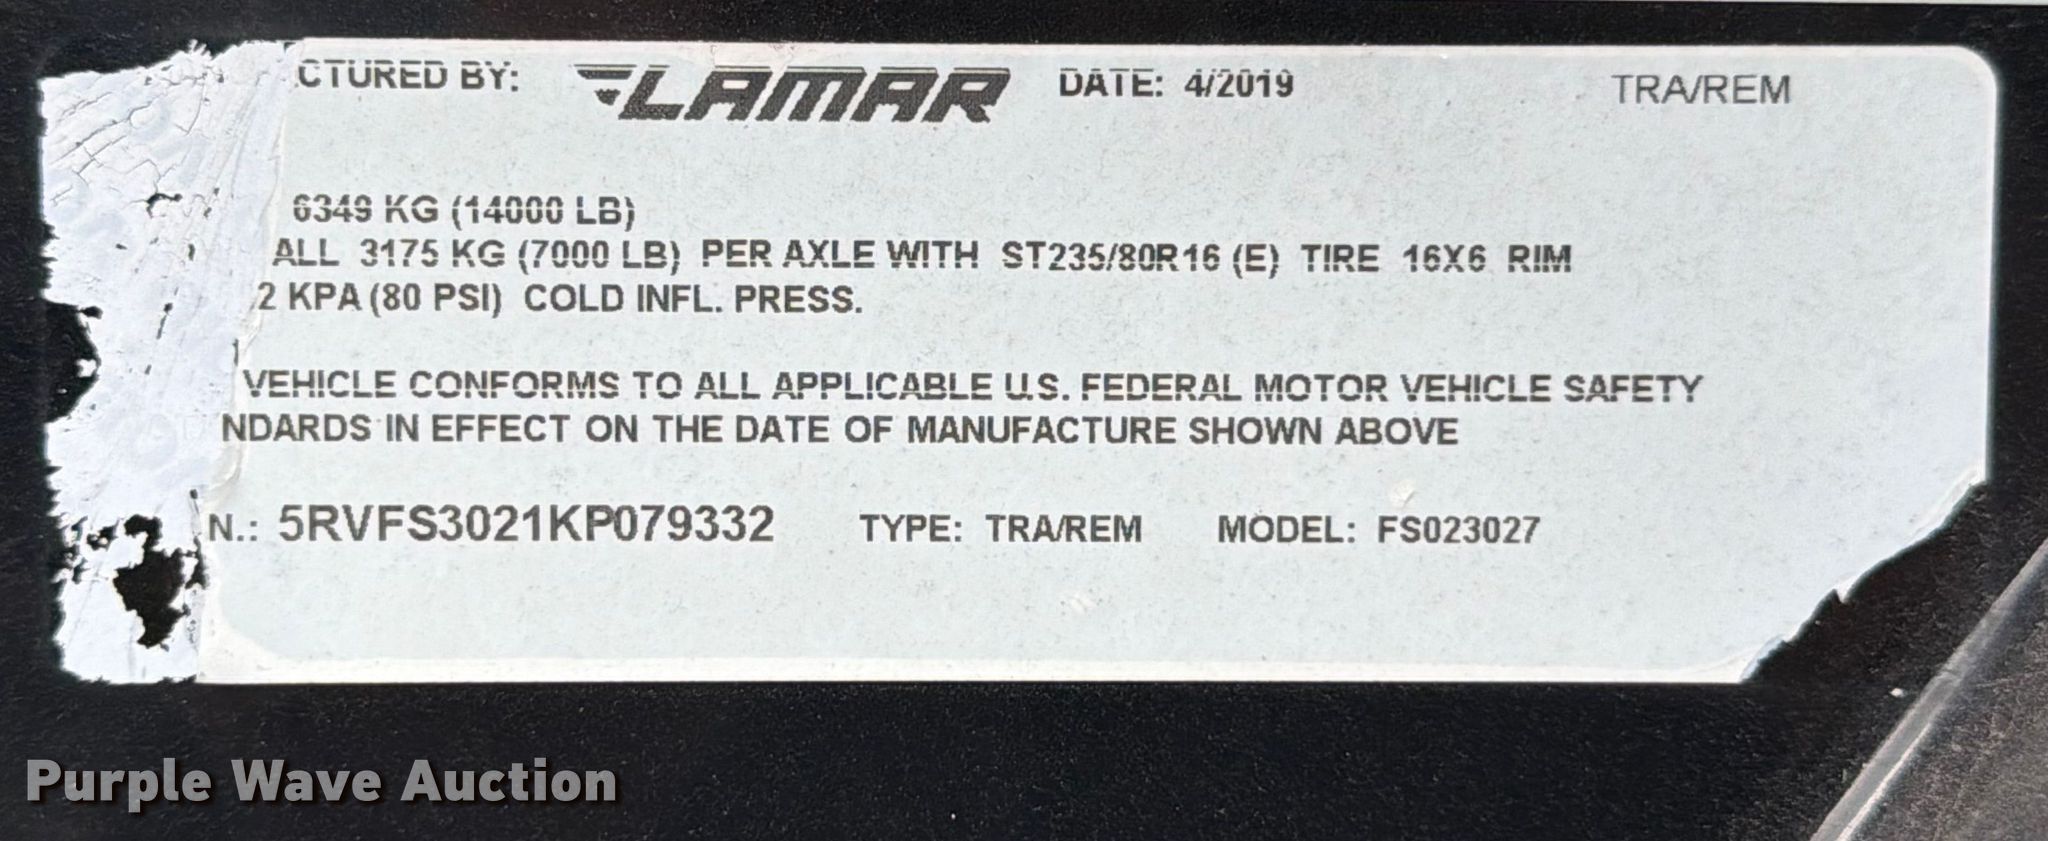 CTURED BY: LAMAR DATE: 4/2019 TRA/REM
6349 KG (14000 LB)
ALL 3175 KG (7000 LB) PER AXLE WITH ST235/80R16 (E) TIRE 16X6 RIM
2 KPA (80 PSI) COLD INFL. PRESS.
VEHICLE CONFORMS TO ALL APPLICABLE U.S. FEDERAL MOTOR VEHICLE SAFETY
NDARDS IN EFFECT ON THE DATE OF MANUFACTURE SHOWN ABOVE
N.: 5RVFS3021KP079332 TYPE: TRA/REM MODEL: FS023027
Purple Wave Auction